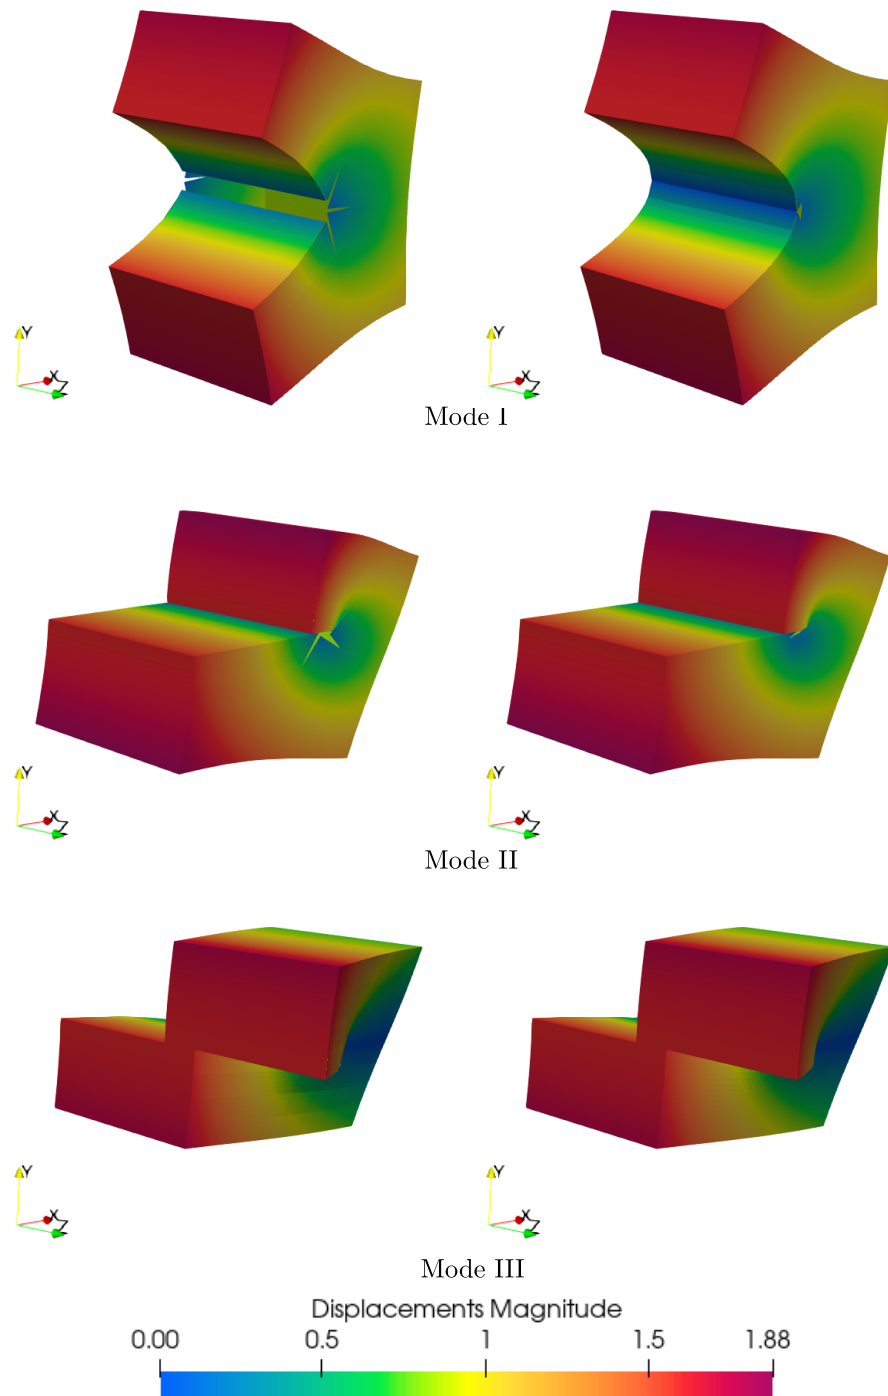 Y
X
Z
Y
X
Z
Mode I
Y
X
Z
Y
X
Z
Mode II
Y
X
Z
Y
X
Z
Mode III
Displacements Magnitude
0.00 0.5 1 1.5 1.88